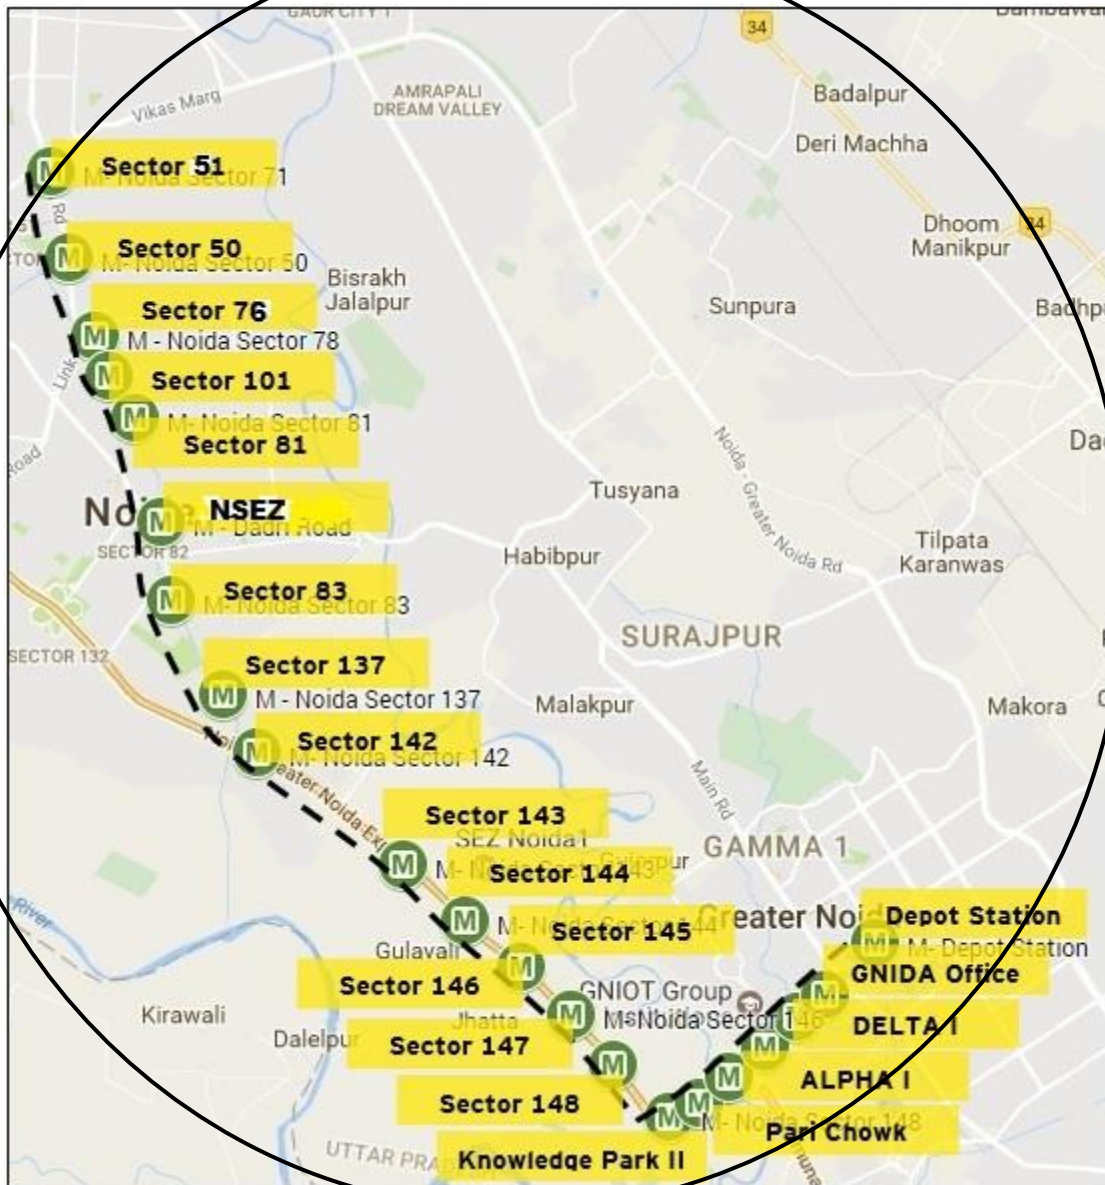 GAUR CITY 1
34
AMRAPALI
DREAM VALLEY
Badalpur
Vikas Marg
Deri Machha
Sector 51
M- Noida Sector 71
Rd
Dhoom
Manikpur
34
Sector 50
M- Noida Sector 50
Bisrakh
Jalalpur
Sector 76
M - Noida Sector 78
Sunpura
Link
Sector 101
M- Noida Sector 81
Sector 81
Road
Noida - Greater Noida Rd
Tusyana
NSEZ
M - Dadri Road
SECTOR 82
Habibpur
Tilpata
Karanwas
Sector 83
M- Noida Sector 83
SURAJPUR
SECTOR 132
Sector 137
M - Noida Sector 137
Malakpur
Makora
Sector 142
M- Noida Sector 142
Main Rd
Sector 143
SEZ Noida1
GAMMA 1
Sector 144
Depot Station
M- Depot Station
River
Sector 145
Gulavali
GNIDA Office
Sector 146
GNIOT Group
M- Noida Sector 146
Kirawali
Jhatta
DELTA I
Dalelpur
Sector 147
ALPHA I
Sector 148
M- Noida Sector 148
Pari Chowk
Knowledge Park II
UTTAR